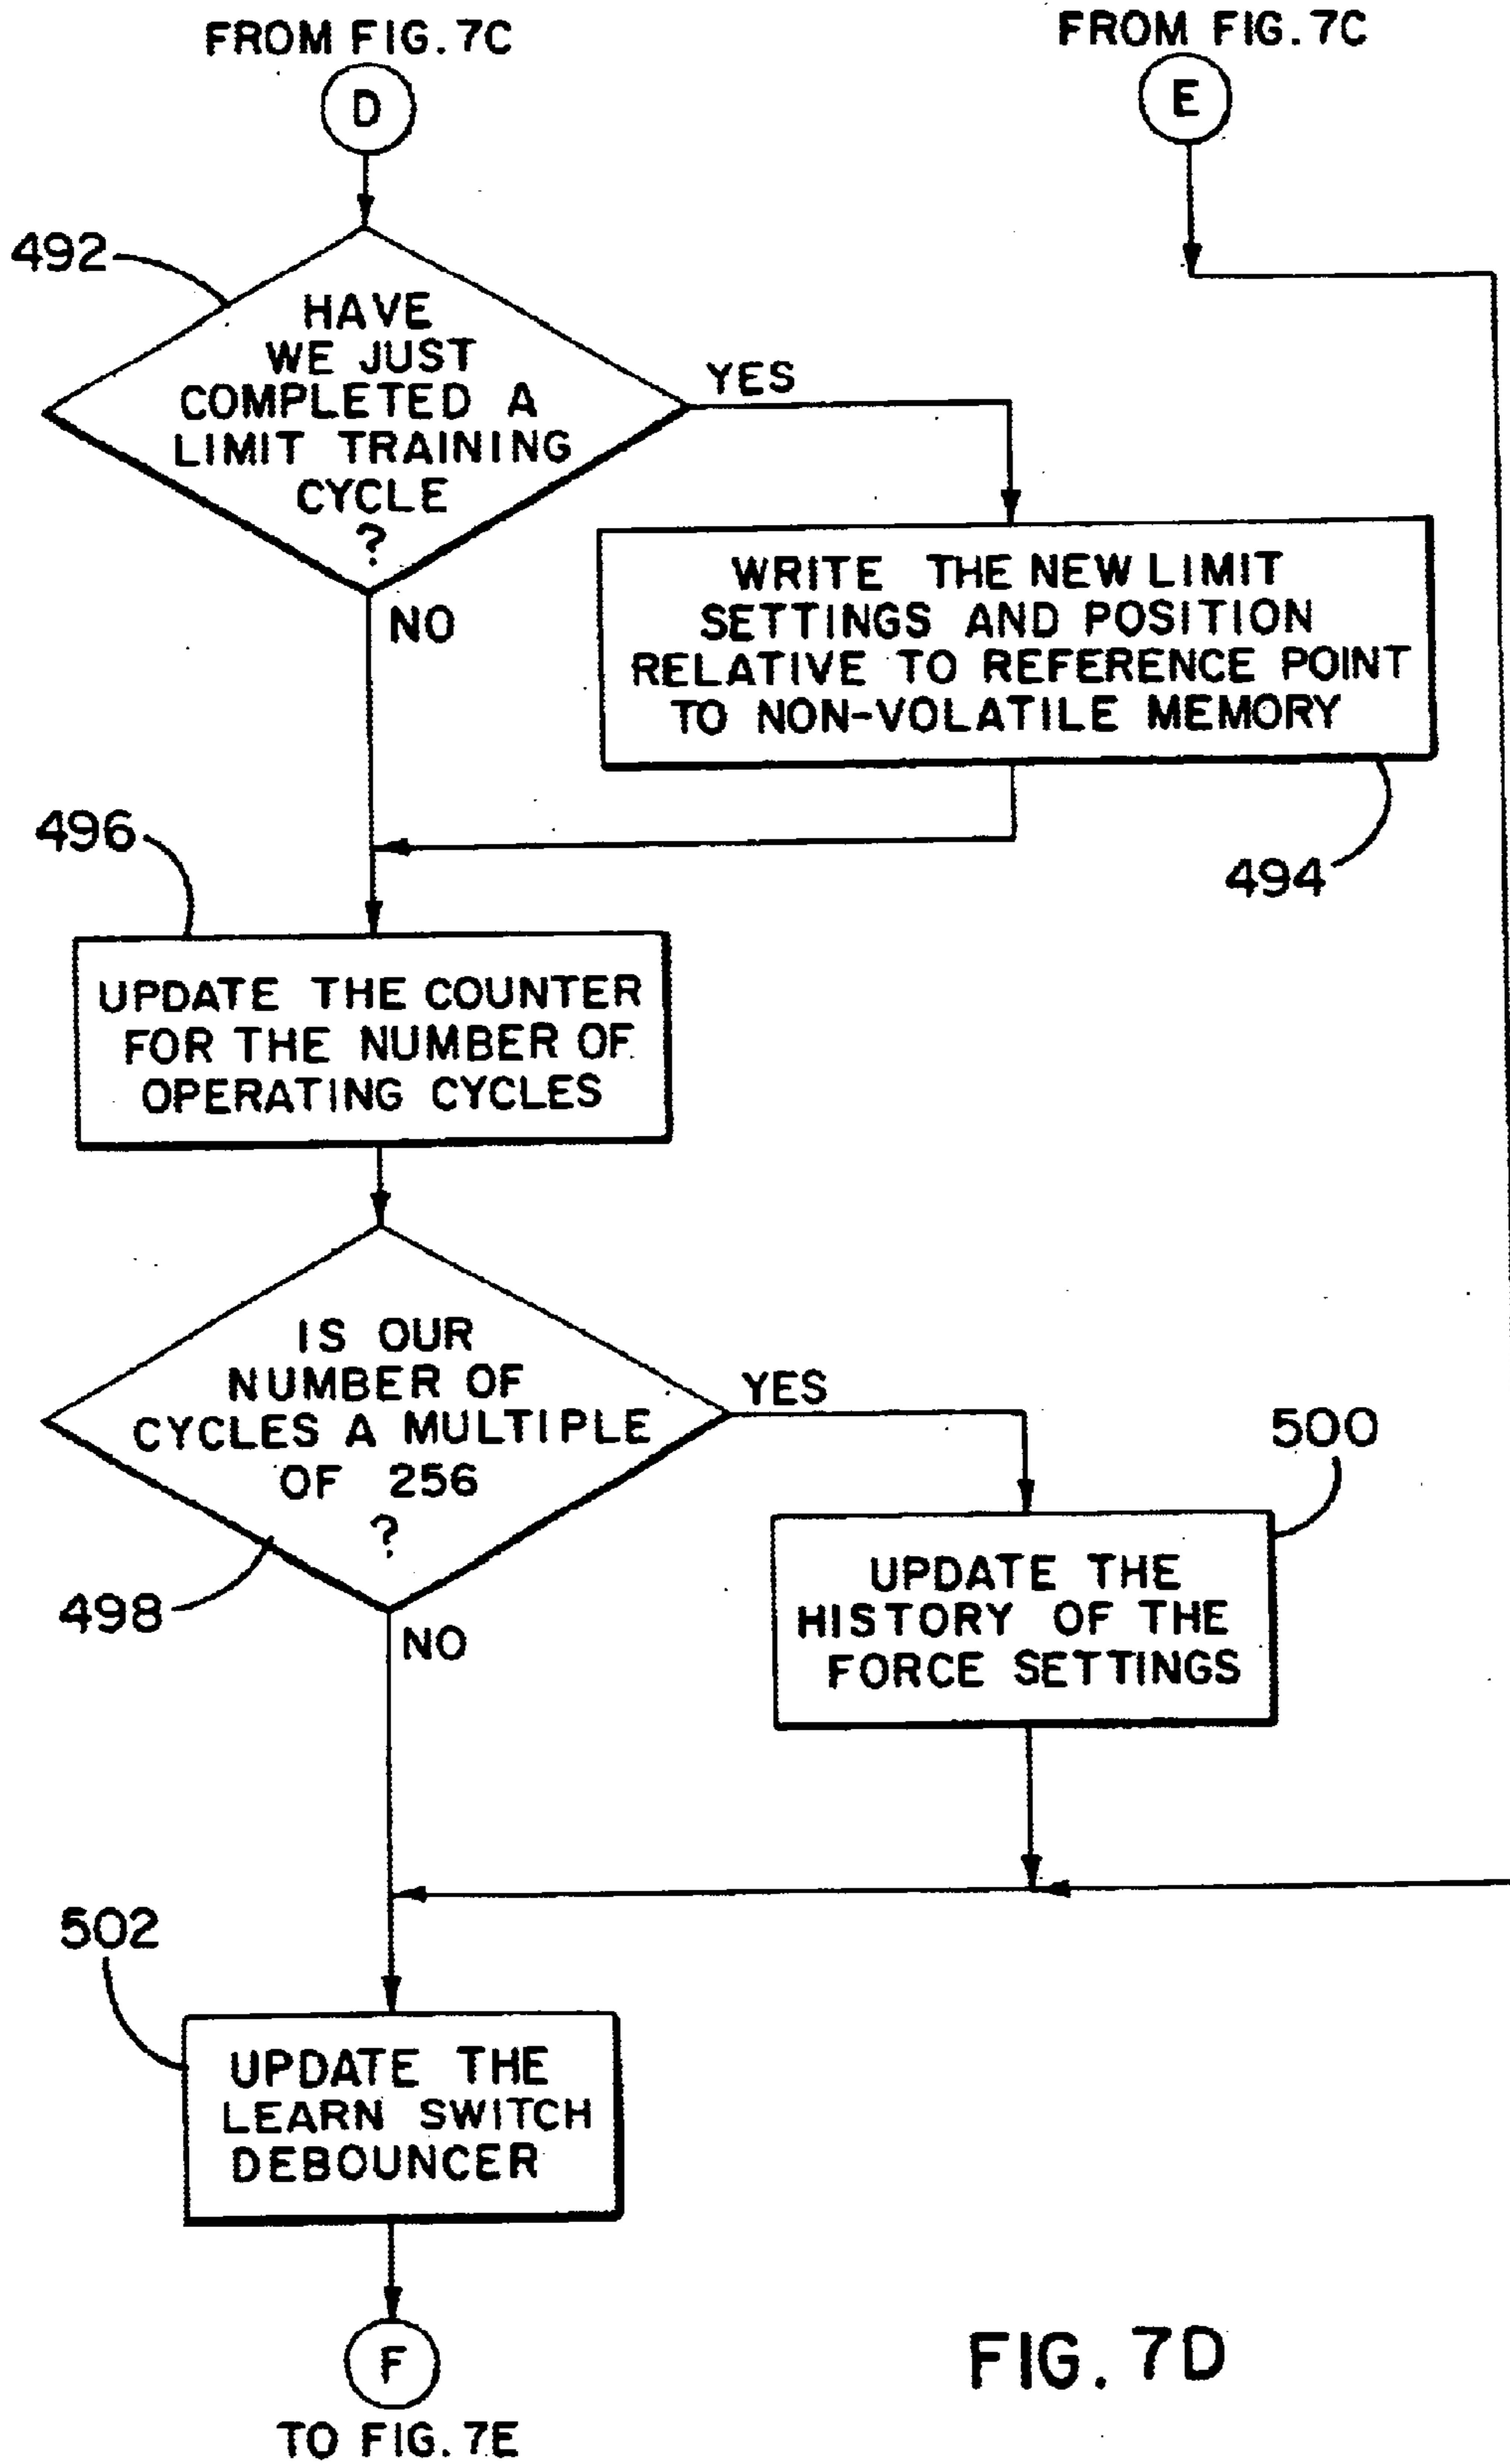 FROM FIG. 7C
D
FROM FIG. 7C
E
492
HAVE
WE JUST
COMPLETED A
LIMIT TRAINING
CYCLE
?
YES
NO
WRITE THE NEW LIMIT
SETTINGS AND POSITION
RELATIVE TO REFERENCE POINT
TO NON-VOLATILE MEMORY
494
496
UPDATE THE COUNTER
FOR THE NUMBER OF
OPERATING CYCLES
IS OUR
NUMBER OF
CYCLES A MULTIPLE
OF 256
?
YES
498
NO
500
UPDATE THE
HISTORY OF THE
FORCE SETTINGS
502
UPDATE THE
LEARN SWITCH
DEBOUNCER
F
TO FIG. 7E
FIG. 7D